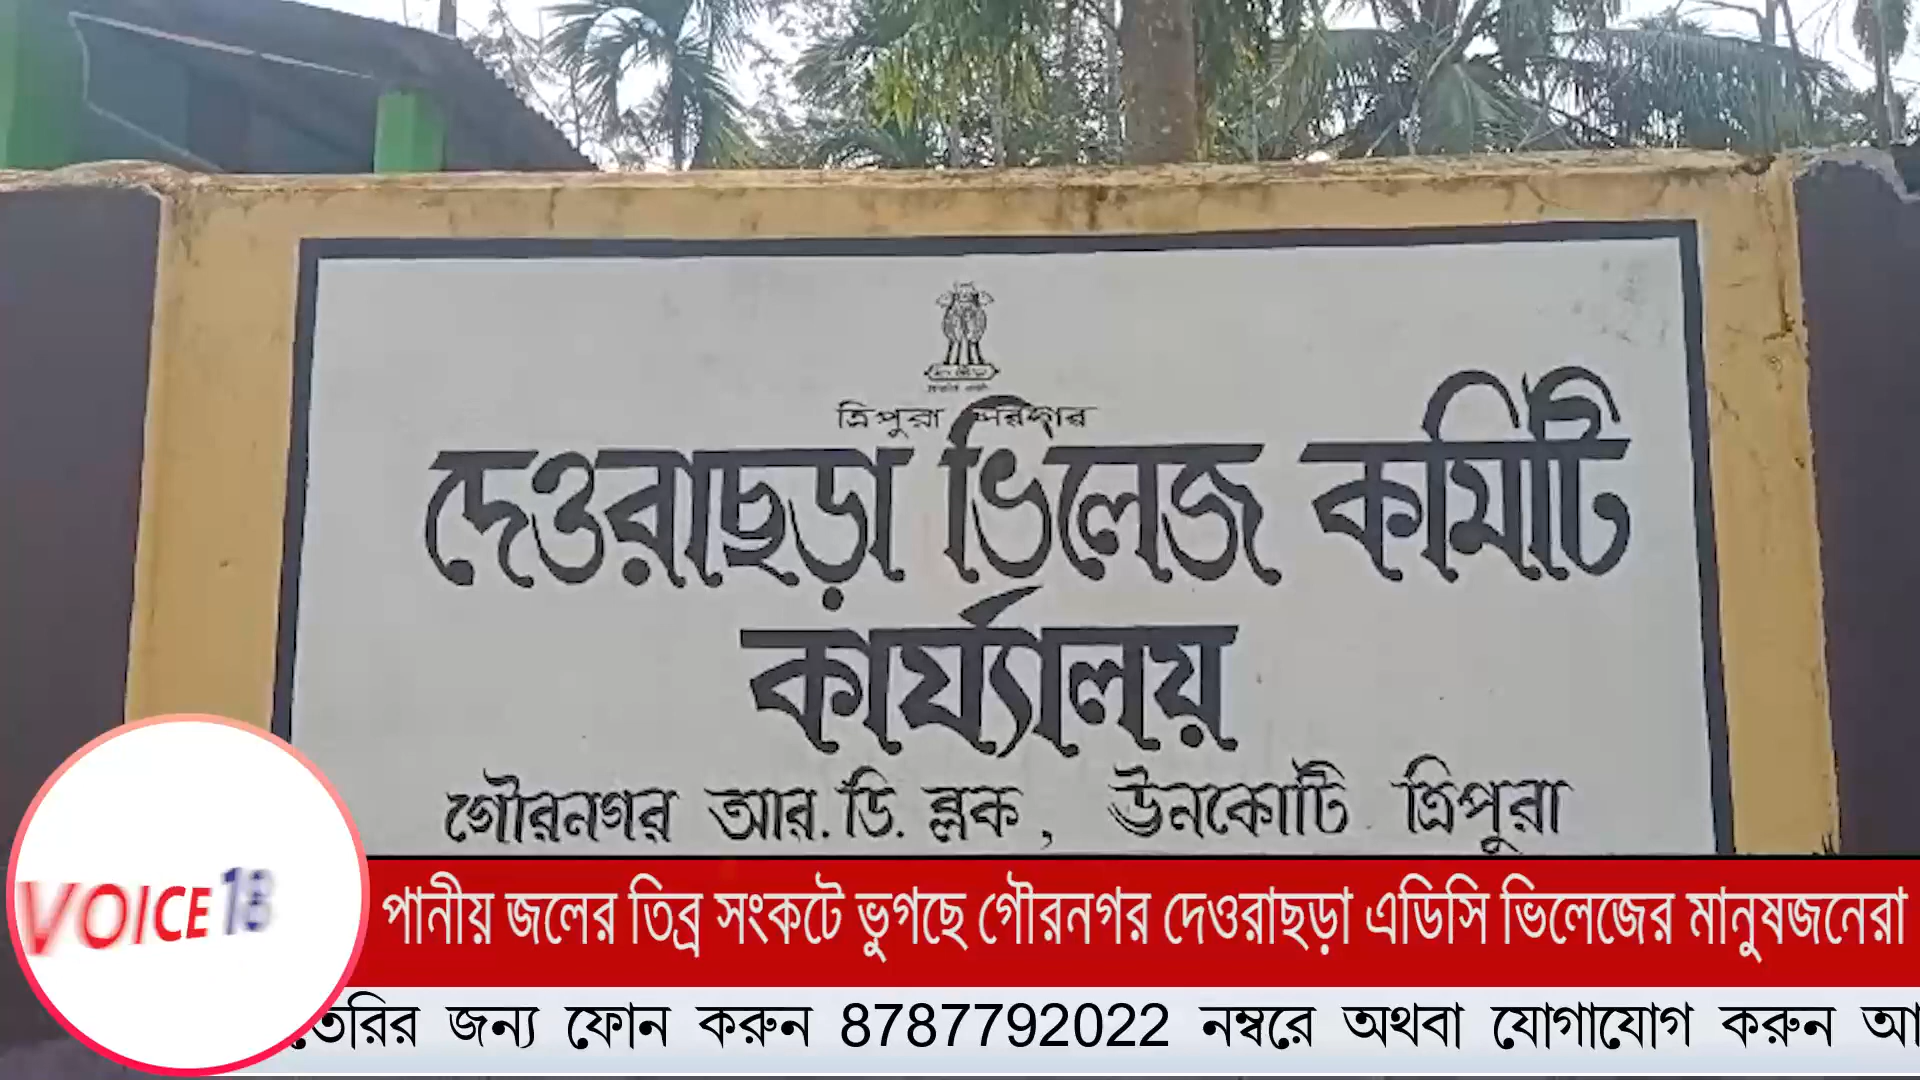 ত্রিপুরা সরকার
দেওরাছড়া ভিলেজ কমিটি
কার্য্যালয়
গৌরনগর আর.ডি. ব্লক, ঊনকোটি ত্রিপুরা
VOICE 18
পানীয় জলের তিব্র সংকটে ভুগছে গৌরনগর দেওরাছড়া এডিসি ভিলেজের মানুষজনেরা
জন্য ফোন করুন 8787792022 নম্বরে অথবা যোগাযোগ করুন